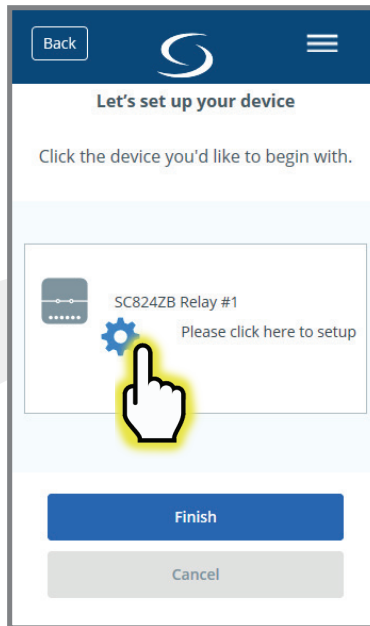 Back
Let's set up your device
Click the device you'd like to begin with.
SC824ZB Relay #1
Please click here to setup
Finish
Cancel